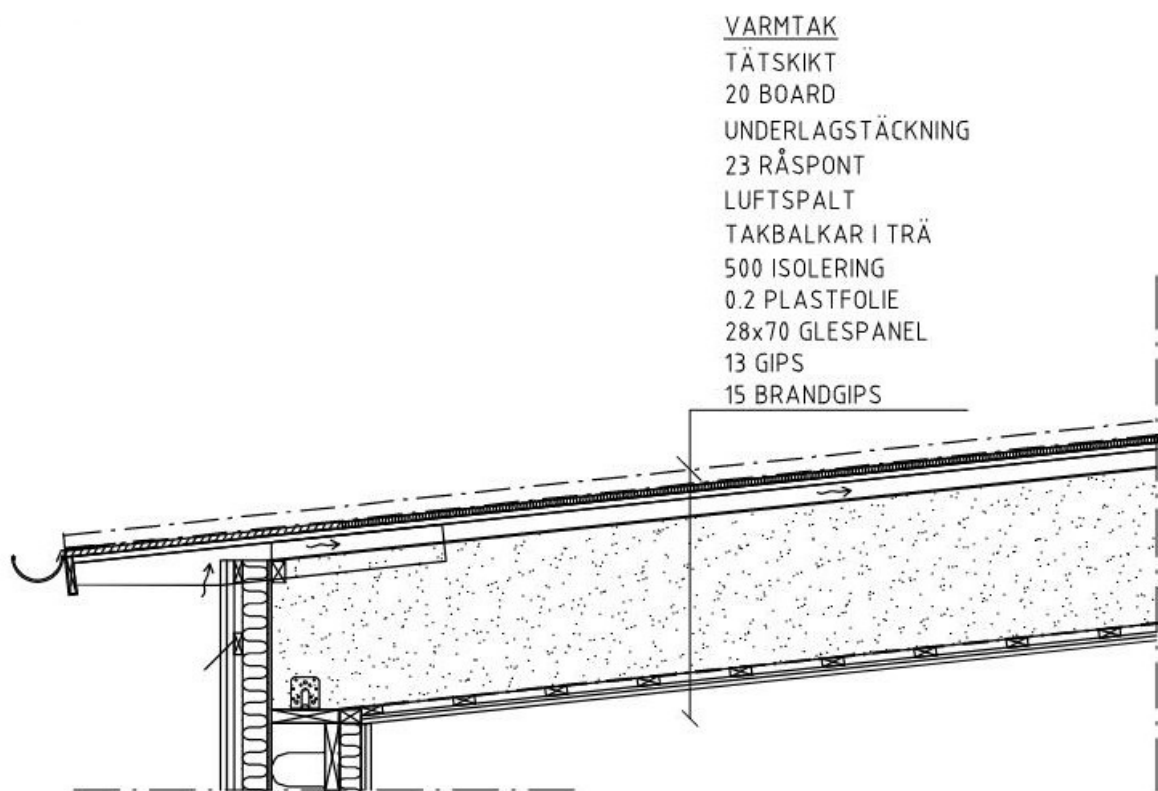 VARMTAK
TÄTSKIKT
20 BOARD
UNDERLAGSTÄCKNING
23 RÅSPONT
LUFTSPALT
TAKBALKAR I TRÄ
500 ISOLERING
0.2 PLASTFOLIE
28x70 GLESPANEL
13 GIPS
15 BRANDGIPS